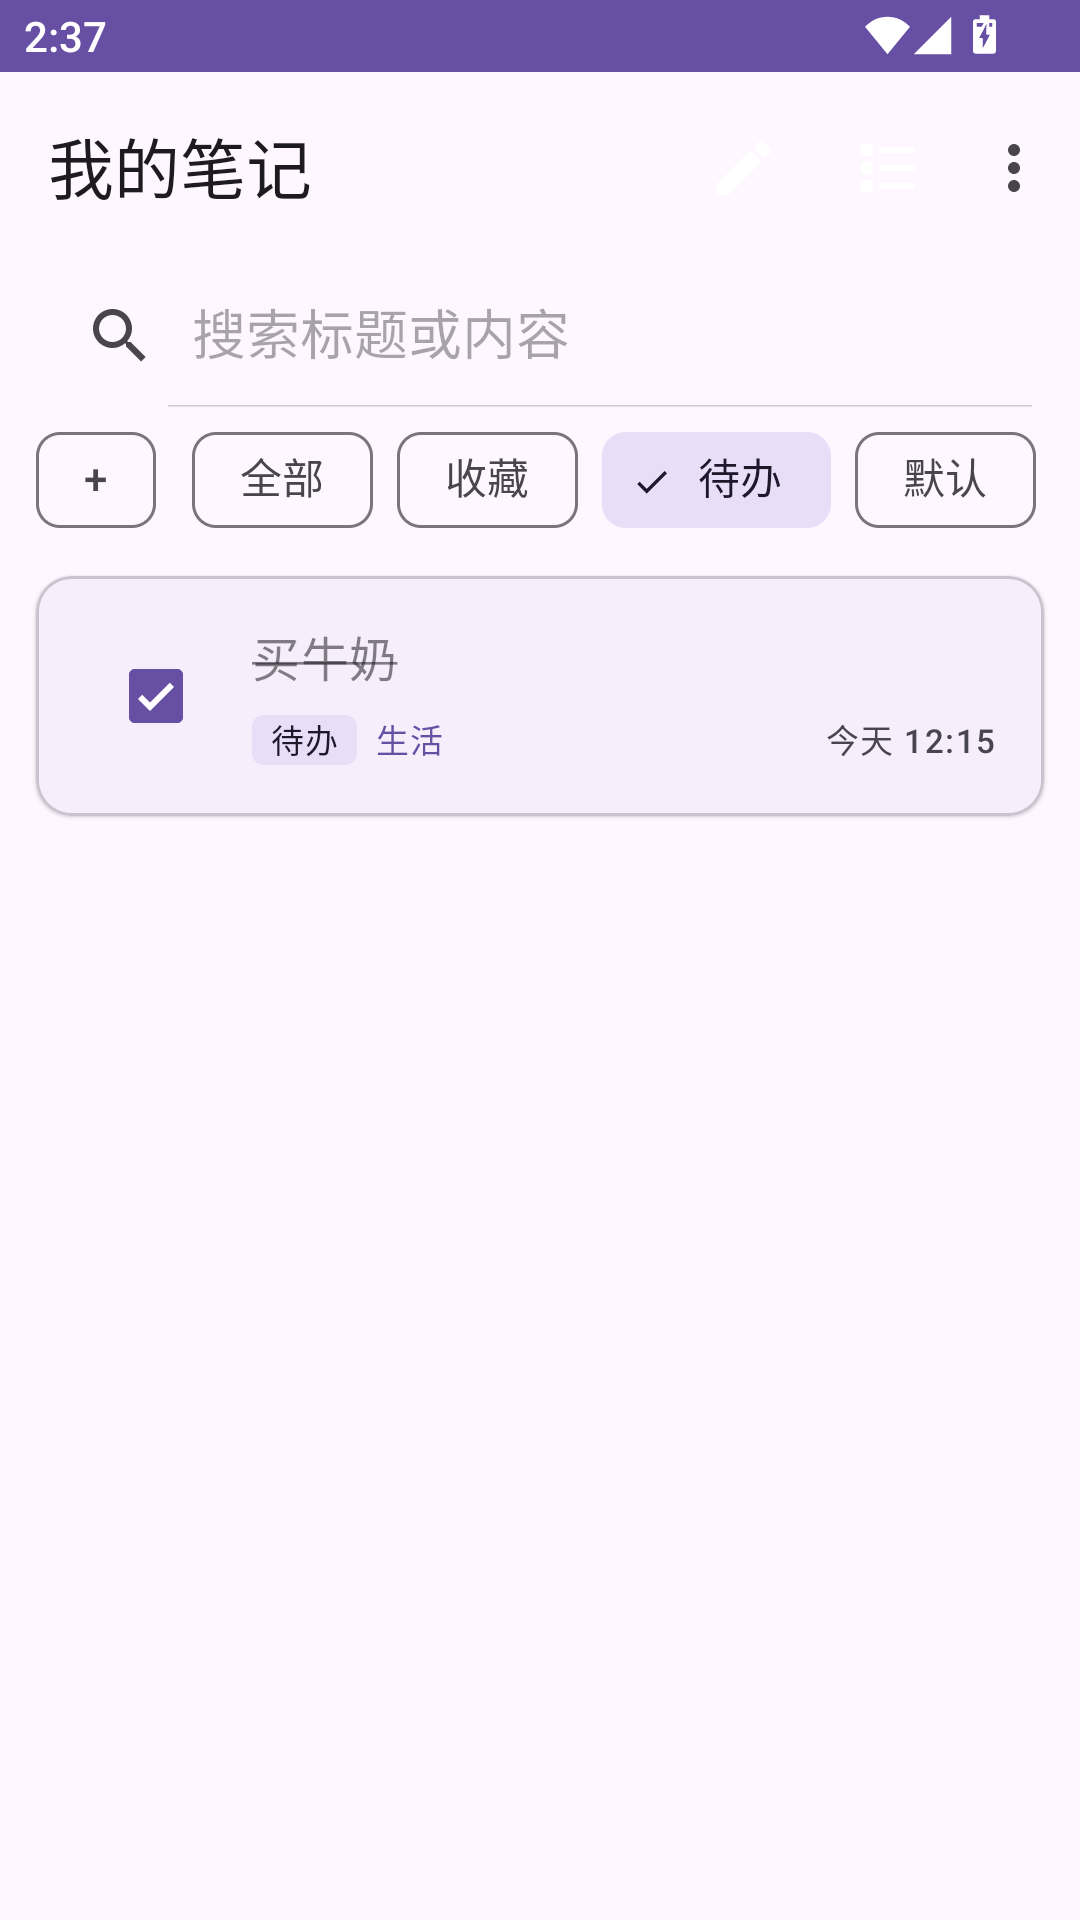 2:37
我的笔记
搜索标题或内容
+ 全部 收藏 待办 默认
买牛奶
待办 生活 今天 12:15